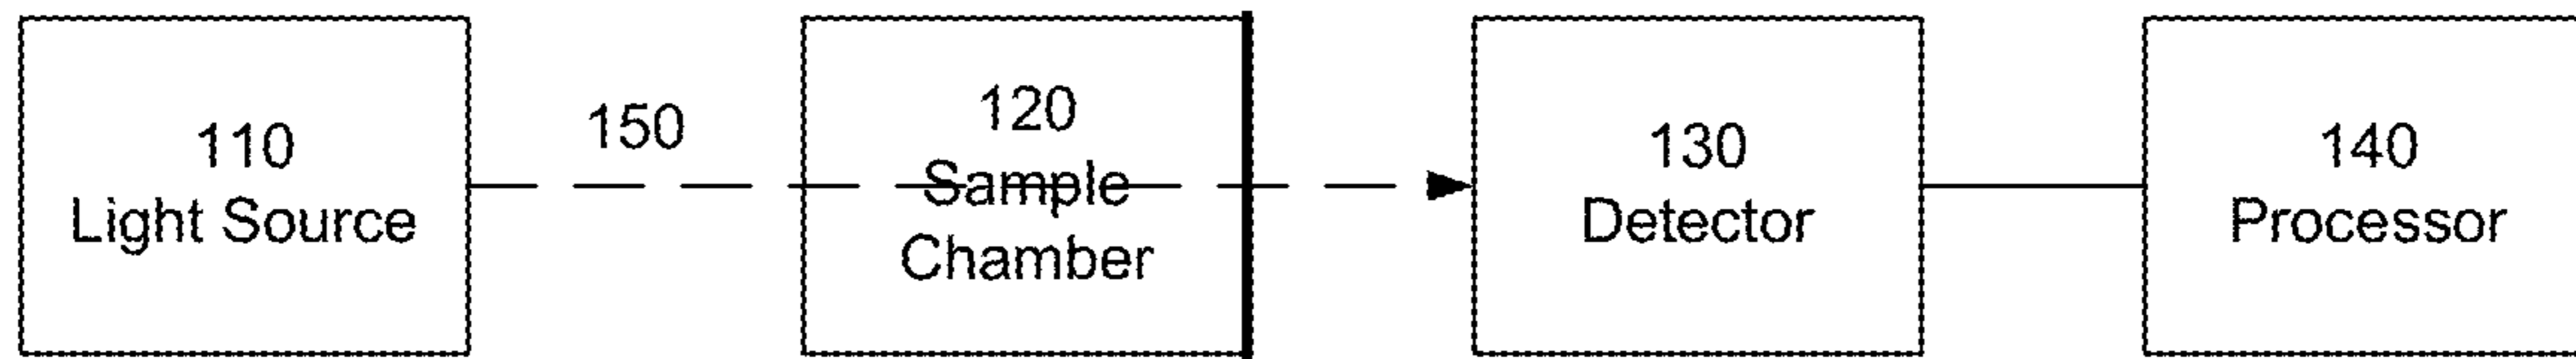 110
Light Source
150
120
Sample
Chamber
130
Detector
140
Processor